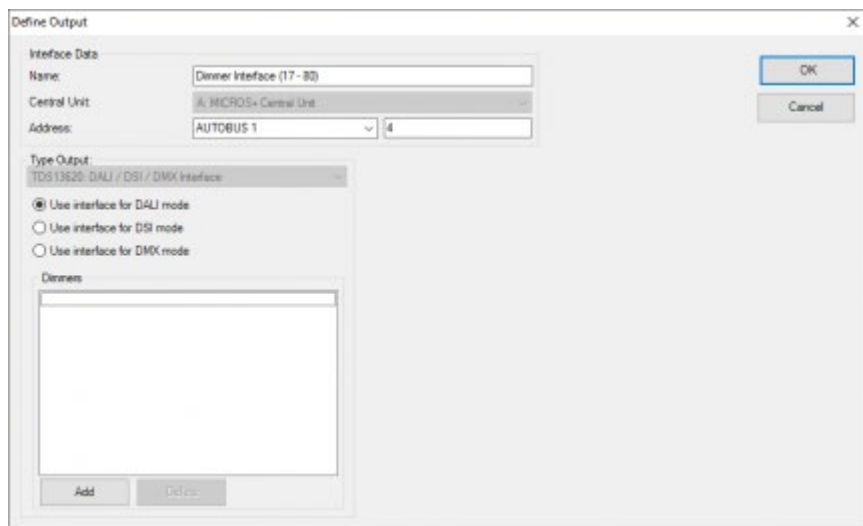 Define Output
Interface Data
Name: Dimmer Interface (17 - 80)
OK
Central Unit: A: MICROS+ Central Unit
Cancel
Address: AUTOBUS 1 4
Type Output:
TDS13620: DALI / DSI / DMX Interface
Use interface for DALI mode
Use interface for DSI mode
Use interface for DMX mode
Dimmers
Add Delete